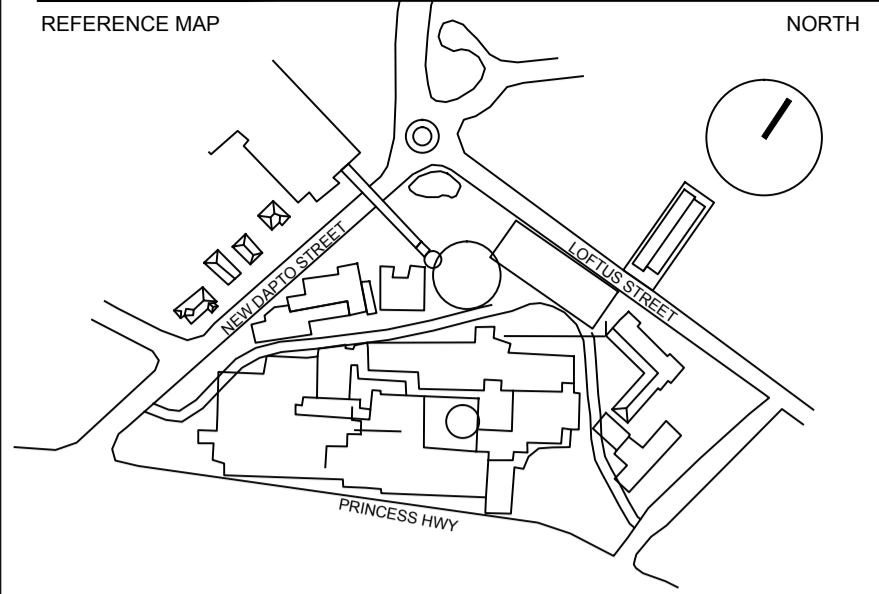 REFERENCE MAP
NORTH
NEW DAPTO STREET
LOFTUS STREET
PRINCESS HWY